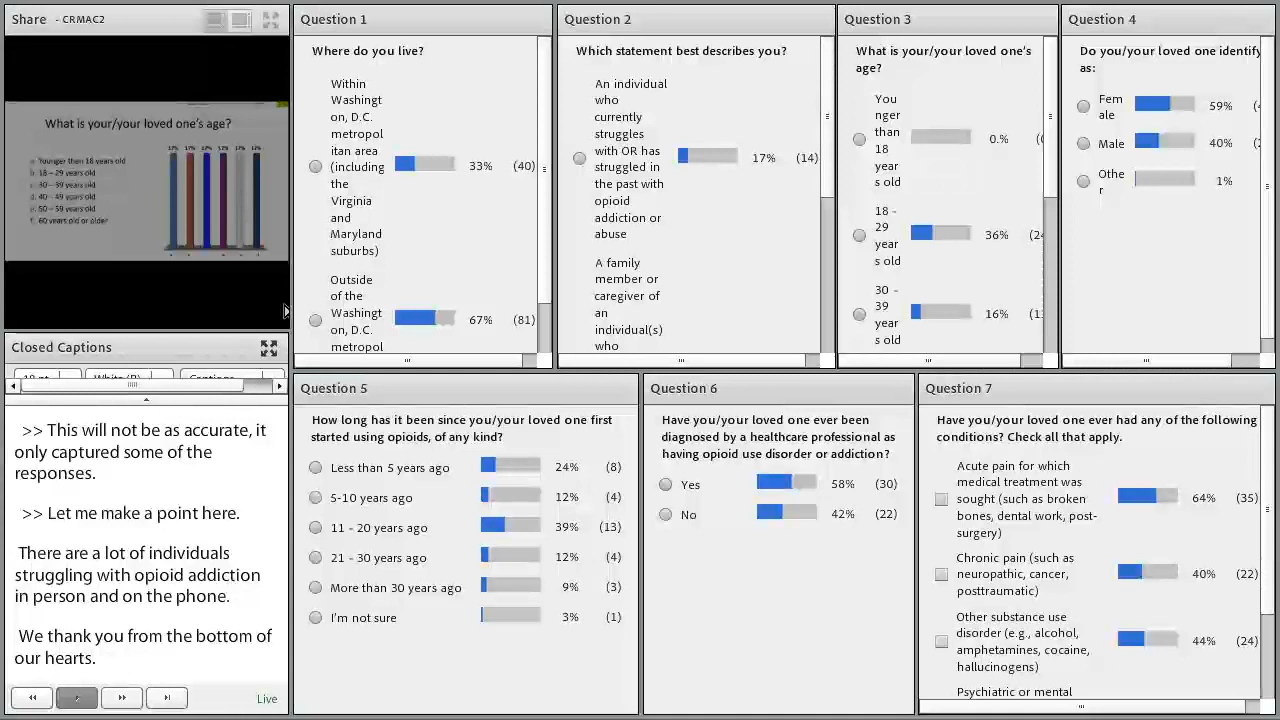 Share - CRMAC2
What is your/your loved one's age?
17% 17% 17% 17% 17% 17%
a. Younger than 18 years old
b. 18 – 29 years old
c. 30 – 39 years old
d. 40 – 49 years old
e. 50 – 59 years old
f. 60 years old or older
Closed Captions
>> This will not be as accurate, it
only captured some of the
responses.
>> Let me make a point here.
There are a lot of individuals
struggling with opioid addiction
in person and on the phone.
We thank you from the bottom of
our hearts.
Live
Question 1
Where do you live?
Within
Washingt
on, D.C.
metropol
itan area
(including
the
Virginia
and
Maryland
suburbs)
33% (40)
Outside
of the
Washingt
on, D.C.
metropol
67% (81)
Question 2
Which statement best describes you?
An individual
who
currently
struggles
with OR has
struggled in
the past with
opioid
addiction or
abuse
17% (14)
A family
member or
caregiver of
an
individual(s)
who
Question 3
What is your/your loved one's
age?
You
nger
than
18
year
s old
0.%
18 -
29
year
s old
36%
30 -
39
year
s old
16%
Question 4
Do you/your loved one identify
as:
Fem
ale
59%
Male
40%
Othe
r
1%
Question 5
How long has it been since you/your loved one first
started using opioids, of any kind?
Less than 5 years ago 24% (8)
5-10 years ago 12% (4)
11 - 20 years ago 39% (13)
21 - 30 years ago 12% (4)
More than 30 years ago 9% (3)
I'm not sure 3% (1)
Question 6
Have you/your loved one ever been
diagnosed by a healthcare professional as
having opioid use disorder or addiction?
Yes 58% (30)
No 42% (22)
Question 7
Have you/your loved one ever had any of the following
conditions? Check all that apply.
Acute pain for which
medical treatment was
sought (such as broken
bones, dental work, post-
surgery)
64% (35)
Chronic pain (such as
neuropathic, cancer,
posttraumatic)
40% (22)
Other substance use
disorder (e.g., alcohol,
amphetamines, cocaine,
hallucinogens)
44% (24)
Psychiatric or mental